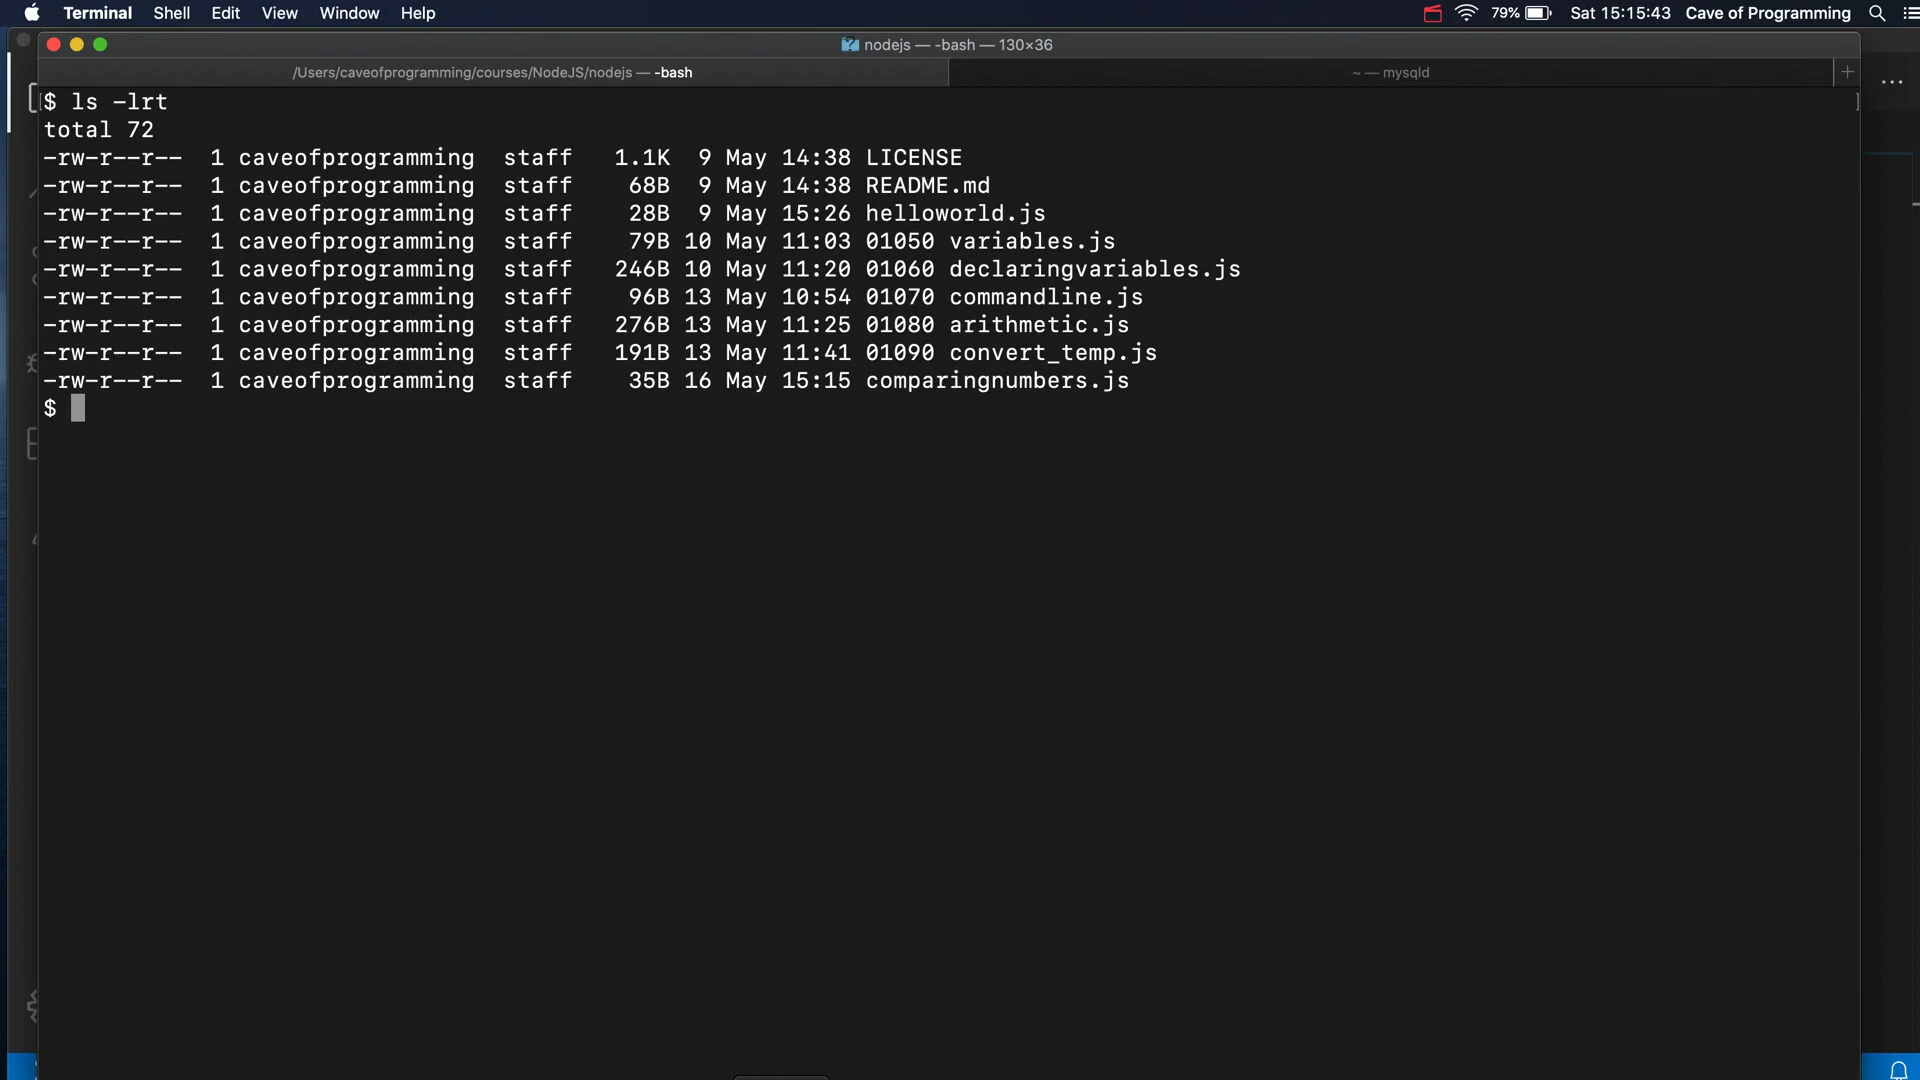 Terminal Shell Edit View Window Help 79% Sat 15:15:43 Cave of Programming
nodejs — -bash — 130×36
/Users/caveofprogramming/courses/NodeJS/nodejs — -bash ~ — mysqld
$ ls -lrt
total 72
-rw-r--r-- 1 caveofprogramming staff 1.1K 9 May 14:38 LICENSE
-rw-r--r-- 1 caveofprogramming staff 68B 9 May 14:38 README.md
-rw-r--r-- 1 caveofprogramming staff 28B 9 May 15:26 helloworld.js
-rw-r--r-- 1 caveofprogramming staff 79B 10 May 11:03 01050 variables.js
-rw-r--r-- 1 caveofprogramming staff 246B 10 May 11:20 01060 declaringvariables.js
-rw-r--r-- 1 caveofprogramming staff 96B 13 May 10:54 01070 commandline.js
-rw-r--r-- 1 caveofprogramming staff 276B 13 May 11:25 01080 arithmetic.js
-rw-r--r-- 1 caveofprogramming staff 191B 13 May 11:41 01090 convert_temp.js
-rw-r--r-- 1 caveofprogramming staff 35B 16 May 15:15 comparingnumbers.js
$